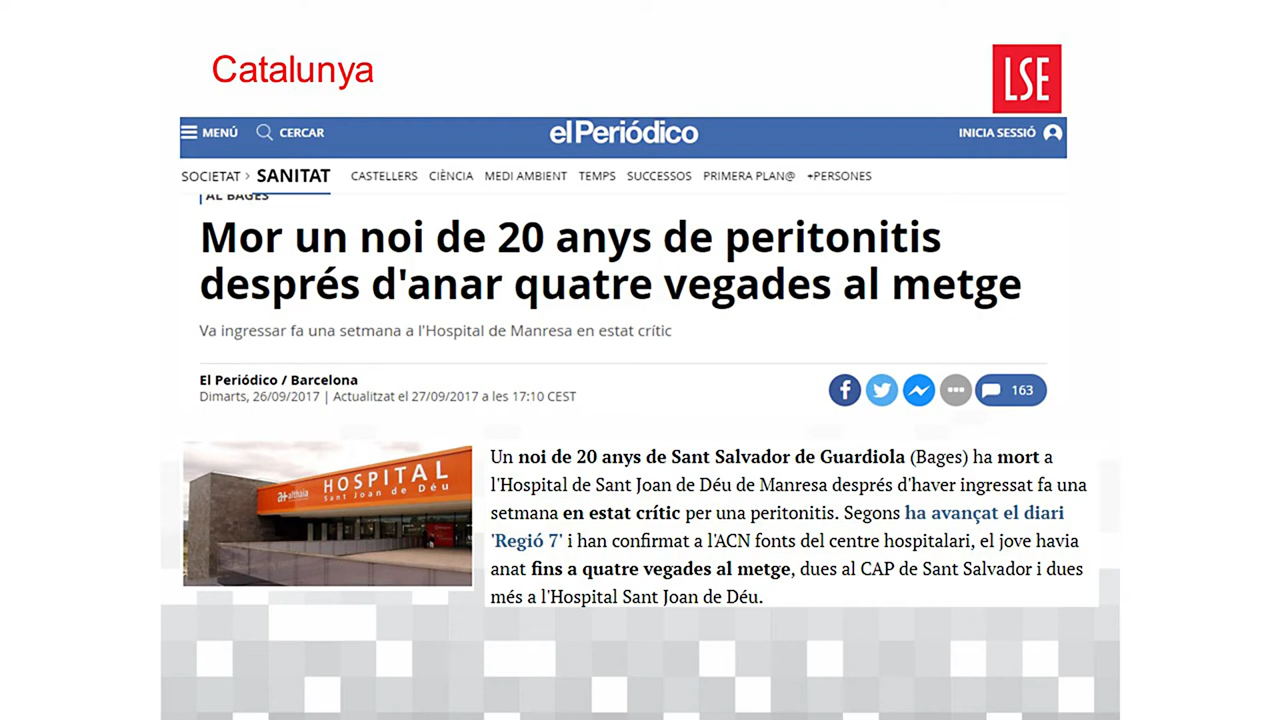 Catalunya
LSE
MENÚ CERCAR elPeriódico INICIA SESSIÓ
SOCIETAT > SANITAT CASTELLERS CIÈNCIA MEDI AMBIENT TEMPS SUCCESSOS PRIMERA PLAN@ +PERSONES
AL BAGES
Mor un noi de 20 anys de peritonitis
després d'anar quatre vegades al metge
Va ingressar fa una setmana a l'Hospital de Manresa en estat crític
El Periódico / Barcelona
Dimarts, 26/09/2017 | Actualitzat el 27/09/2017 a les 17:10 CEST
163
althaia HOSPITAL
Sant Joan de Déu
Un noi de 20 anys de Sant Salvador de Guardiola (Bages) ha mort a
l'Hospital de Sant Joan de Déu de Manresa després d'haver ingressat fa una
setmana en estat crític per una peritonitis. Segons ha avançat el diari
'Regió 7' i han confirmat a l'ACN fonts del centre hospitalari, el jove havia
anat fins a quatre vegades al metge, dues al CAP de Sant Salvador i dues
més a l'Hospital Sant Joan de Déu.